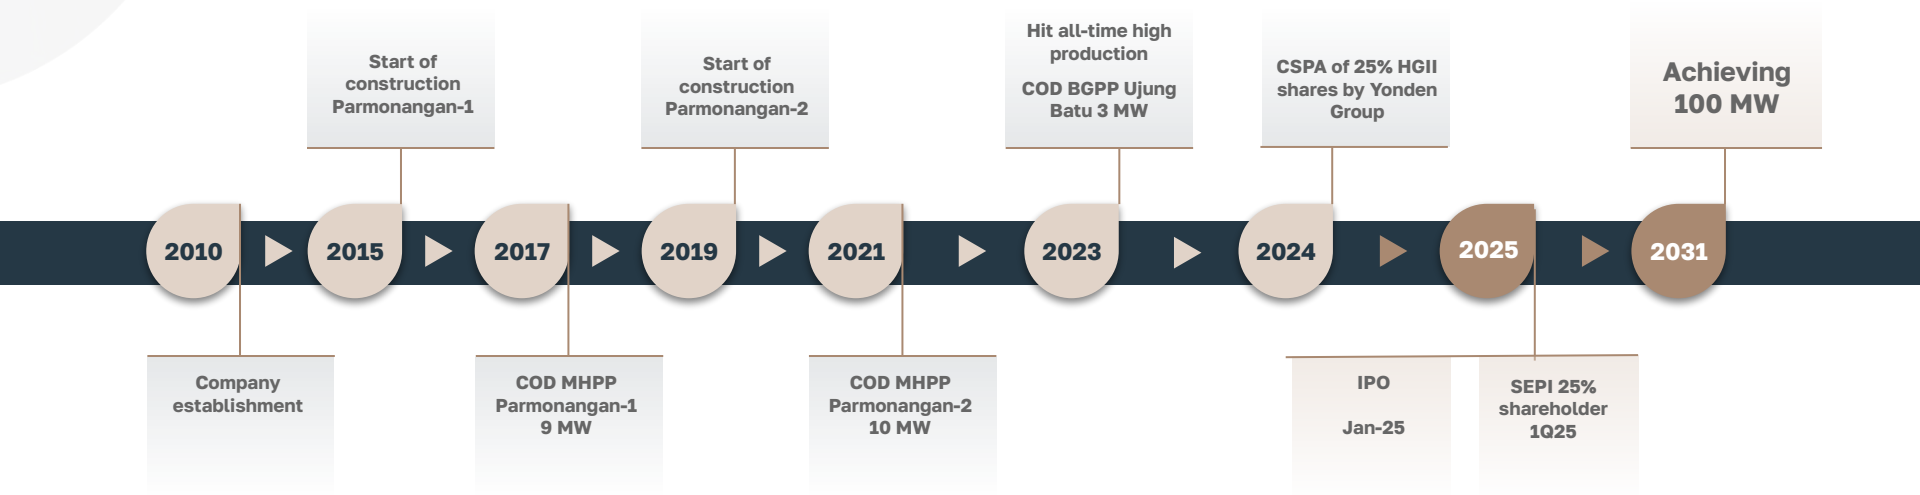 Start of
construction
Parmonangan-1
Start of
construction
Parmonangan-2
Hit all-time high
production
COD BGPP Ujung
Batu 3 MW
CSPA of 25% HGII
shares by Yonden
Group
Achieving
100 MW
2010
2015
2017
2019
2021
2023
2024
2025
2031
Company
establishment
COD MHPP
Parmonangan-1
9 MW
COD MHPP
Parmonangan-2
10 MW
IPO
Jan-25
SEPI 25%
shareholder
1Q25